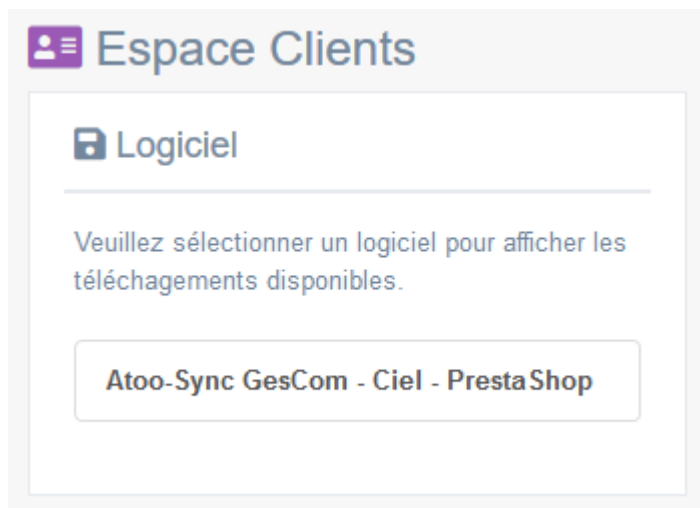 Espace Clients
Logiciel
Veuillez sélectionner un logiciel pour afficher les
téléchagements disponibles.
Atoo-Sync GesCom - Ciel - PrestaShop